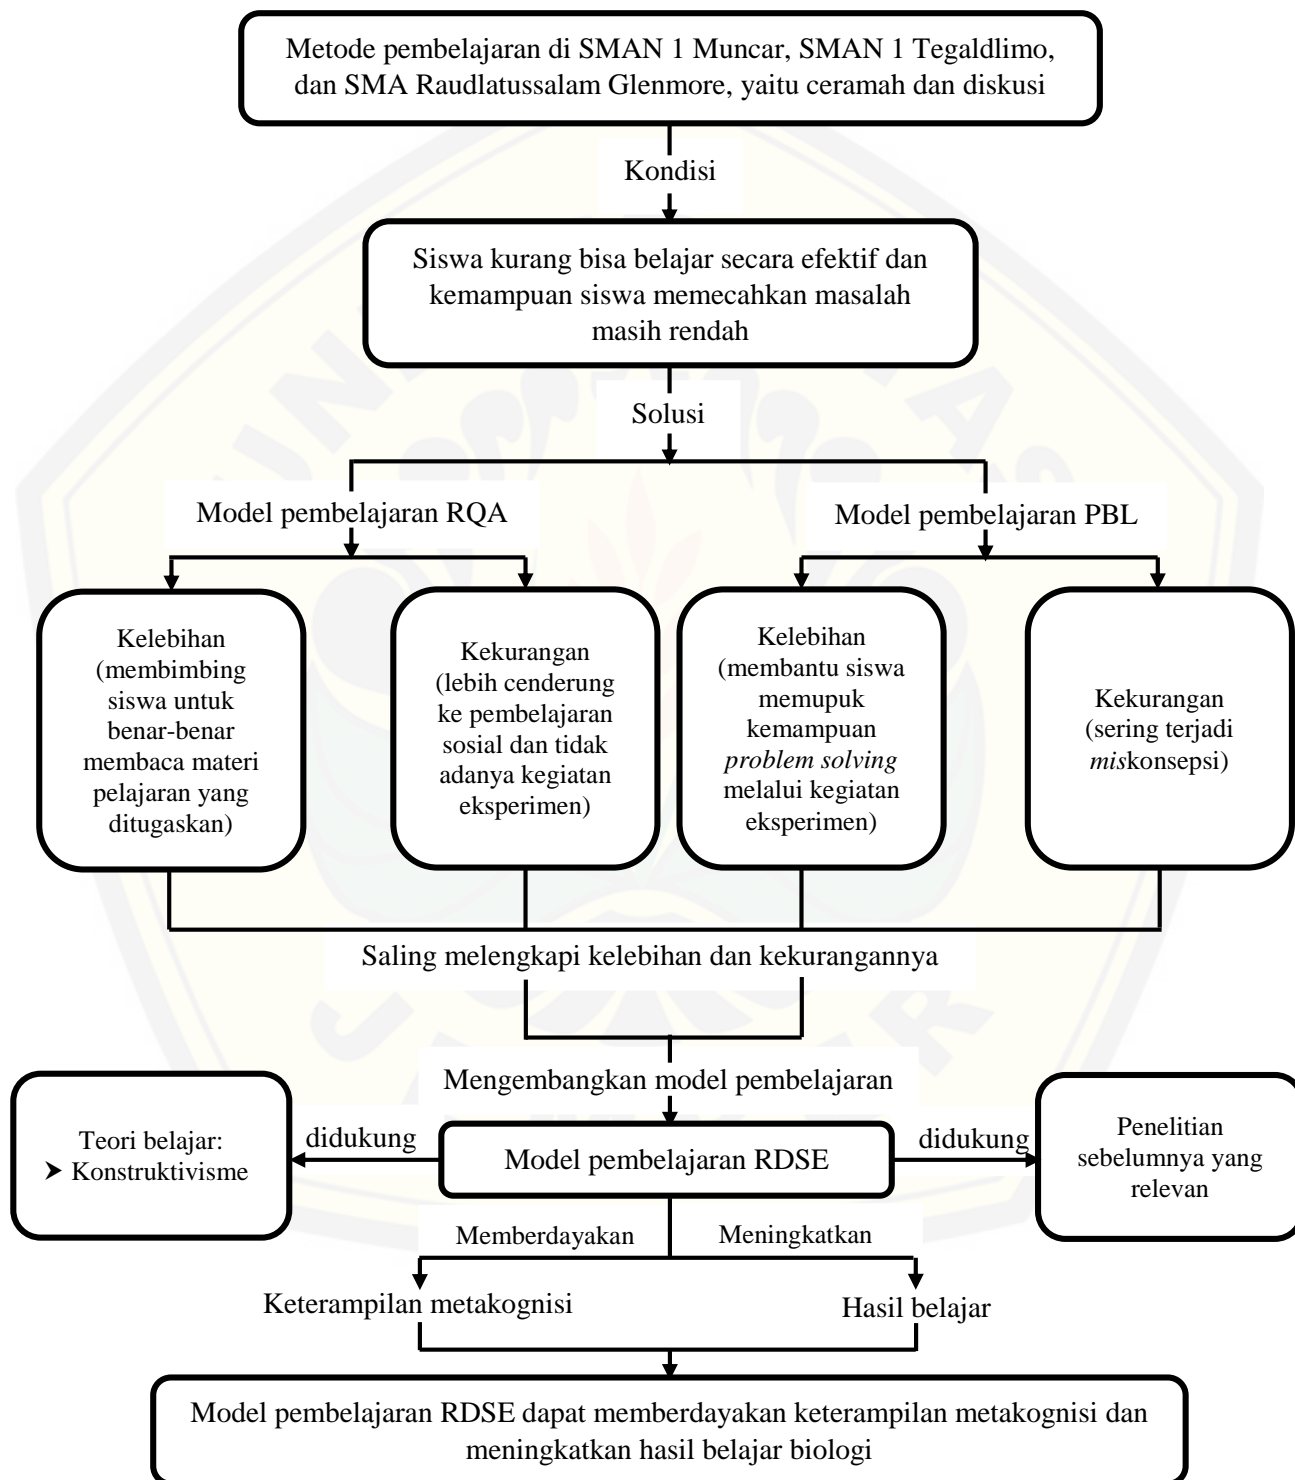 Metode pembelajaran di SMAN 1 Muncar, SMAN 1 Tegaldlimo,
dan SMA Raudlatussalam Glenmore, yaitu ceramah dan diskusi
Kondisi
Siswa kurang bisa belajar secara efektif dan
kemampuan siswa memecahkan masalah
masih rendah
Solusi
Model pembelajaran RQA
Model pembelajaran PBL
Kelebihan
(membimbing
siswa untuk
benar-benar
membaca materi
pelajaran yang
ditugaskan)
Kekurangan
(lebih cenderung
ke pembelajaran
sosial dan tidak
adanya kegiatan
eksperimen)
Kelebihan
(membantu siswa
memupuk
kemampuan
problem solving
melalui kegiatan
eksperimen)
Kekurangan
(sering terjadi
miskonsepsi)
Saling melengkapi kelebihan dan kekurangannya
Mengembangkan model pembelajaran
Teori belajar:
➤ Konstruktivisme
didukung
Model pembelajaran RDSE
didukung
Penelitian
sebelumnya yang
relevan
Memberdayakan
Meningkatkan
Keterampilan metakognisi
Hasil belajar
Model pembelajaran RDSE dapat memberdayakan keterampilan metakognisi dan
meningkatkan hasil belajar biologi